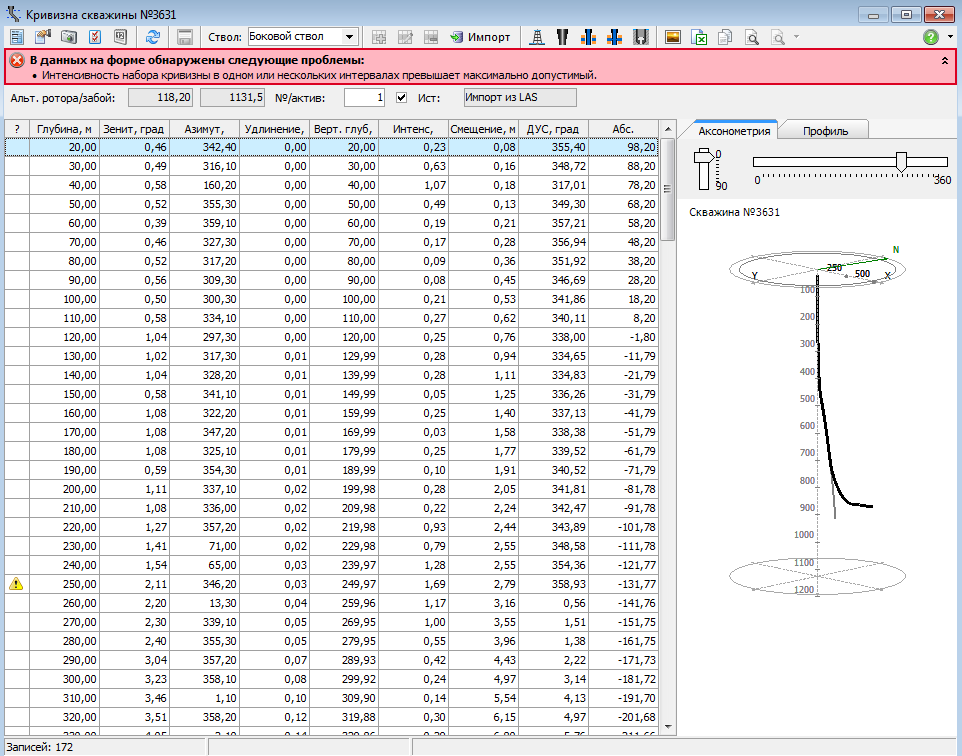 Кривизна скважины №3631
Ствол: Боковой ствол Импорт
В данных на форме обнаружены следующие проблемы:
• Интенсивность набора кривизны в одном или нескольких интервалах превышает максимально допустимый.
Альт. ротора/забой: 118,20 1131,5 №/актив: 1 Ист: Импорт из LAS
? Глубина, м Зенит, град Азимут, Удлинение, Верт. глуб, Интенс, Смещение, м ДУС, град Абс.
20,00 0,46 342,40 0,00 20,00 0,23 0,08 355,40 98,20
30,00 0,49 316,10 0,00 30,00 0,63 0,16 348,72 88,20
40,00 0,58 160,20 0,00 40,00 1,07 0,18 317,01 78,20
50,00 0,52 355,30 0,00 50,00 0,49 0,13 349,30 68,20
60,00 0,39 359,10 0,00 60,00 0,19 0,21 357,21 58,20
70,00 0,46 327,30 0,00 70,00 0,17 0,28 356,94 48,20
80,00 0,52 317,20 0,00 80,00 0,09 0,36 351,92 38,20
90,00 0,56 309,30 0,00 90,00 0,08 0,45 346,69 28,20
100,00 0,50 300,30 0,00 100,00 0,21 0,53 341,86 18,20
110,00 0,58 334,10 0,00 110,00 0,27 0,62 340,11 8,20
120,00 1,04 297,30 0,00 120,00 0,25 0,76 338,00 -1,80
130,00 1,02 317,30 0,01 129,99 0,28 0,94 334,65 -11,79
140,00 1,04 328,20 0,01 139,99 0,28 1,11 334,83 -21,79
150,00 0,58 341,10 0,01 149,99 0,05 1,25 336,26 -31,79
160,00 1,08 322,20 0,01 159,99 0,25 1,40 337,13 -41,79
170,00 1,08 347,20 0,01 169,99 0,03 1,58 338,38 -51,79
180,00 1,08 325,10 0,01 179,99 0,25 1,77 339,52 -61,79
190,00 0,59 354,30 0,01 189,99 0,10 1,91 340,52 -71,79
200,00 1,11 337,10 0,02 199,98 0,28 2,05 341,81 -81,78
210,00 1,08 336,00 0,02 209,98 0,22 2,24 342,47 -91,78
220,00 1,27 357,20 0,02 219,98 0,93 2,44 343,89 -101,78
230,00 1,41 71,00 0,02 229,98 0,79 2,55 348,58 -111,78
240,00 1,54 65,00 0,03 239,97 1,28 2,55 354,36 -121,77
250,00 2,11 346,20 0,03 249,97 1,69 2,79 358,93 -131,77
260,00 2,20 13,30 0,04 259,96 1,17 3,16 0,56 -141,76
270,00 2,30 339,10 0,05 269,95 1,00 3,55 1,51 -151,75
280,00 2,40 355,30 0,05 279,95 0,55 3,96 1,38 -161,75
290,00 3,04 357,20 0,07 289,93 0,42 4,43 2,22 -171,73
300,00 3,23 358,10 0,08 299,92 0,24 4,97 3,14 -181,72
310,00 3,46 1,10 0,10 309,90 0,14 5,54 4,13 -191,70
320,00 3,51 358,20 0,12 319,88 0,30 6,15 4,97 -201,68
Записей: 172
Аксонометрия Профиль
0
90
0 360
Скважина №3631
N
Y 250 500 X
100
200
300
400
500
600
700
800
900
1000
1100
1200